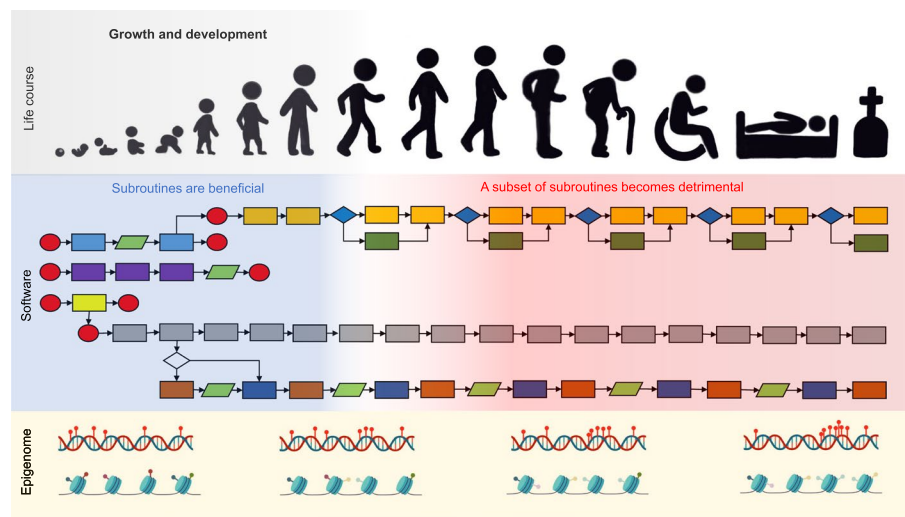 Growth and development
Life course
Subroutines are beneficial
A subset of subroutines becomes detrimental
Software
Epigenome